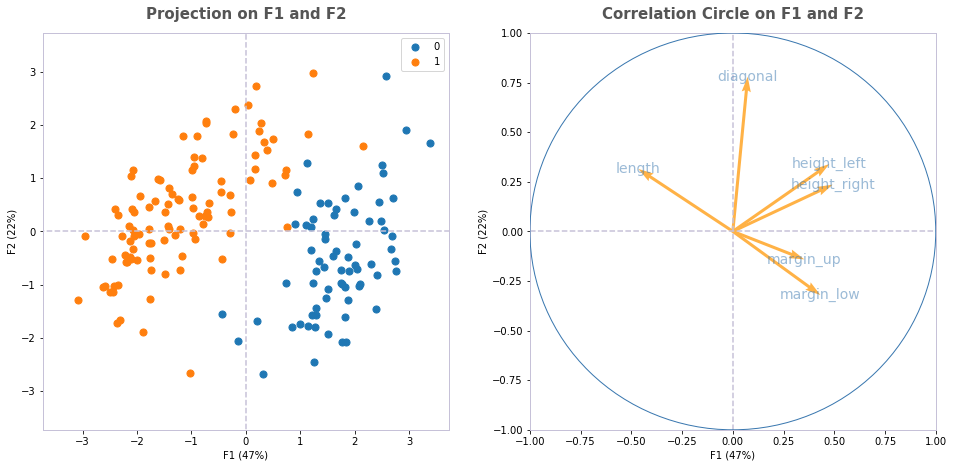 Projection on F1 and F2
0
1
3
2
1
0
−1
−2
−3
F2 (22%)
−3
−2
−1
0
1
2
3
F1 (47%)
Correlation Circle on F1 and F2
1.00
0.75
0.50
0.25
0.00
−0.25
−0.50
−0.75
−1.00
F2 (22%)
diagonal
length
height_left
height_right
margin_up
margin_low
−1.00
−0.75
−0.50
−0.25
0.00
0.25
0.50
0.75
1.00
F1 (47%)